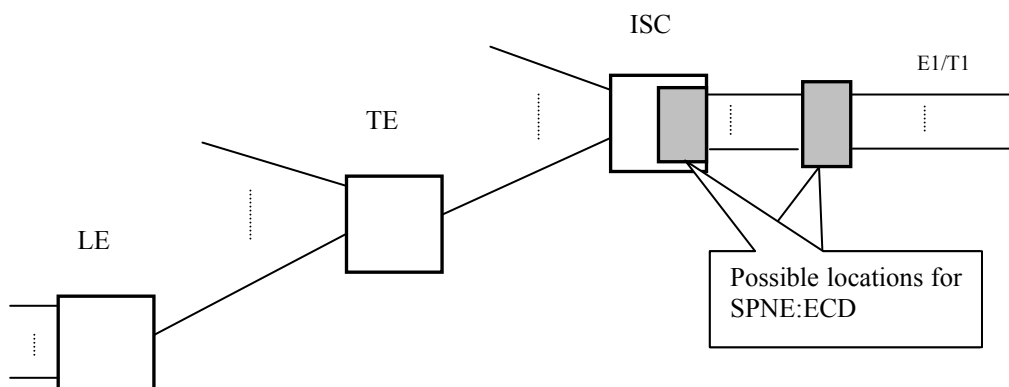 ISC
E1/T1
TE
LE
Possible locations for
SPNE:ECD